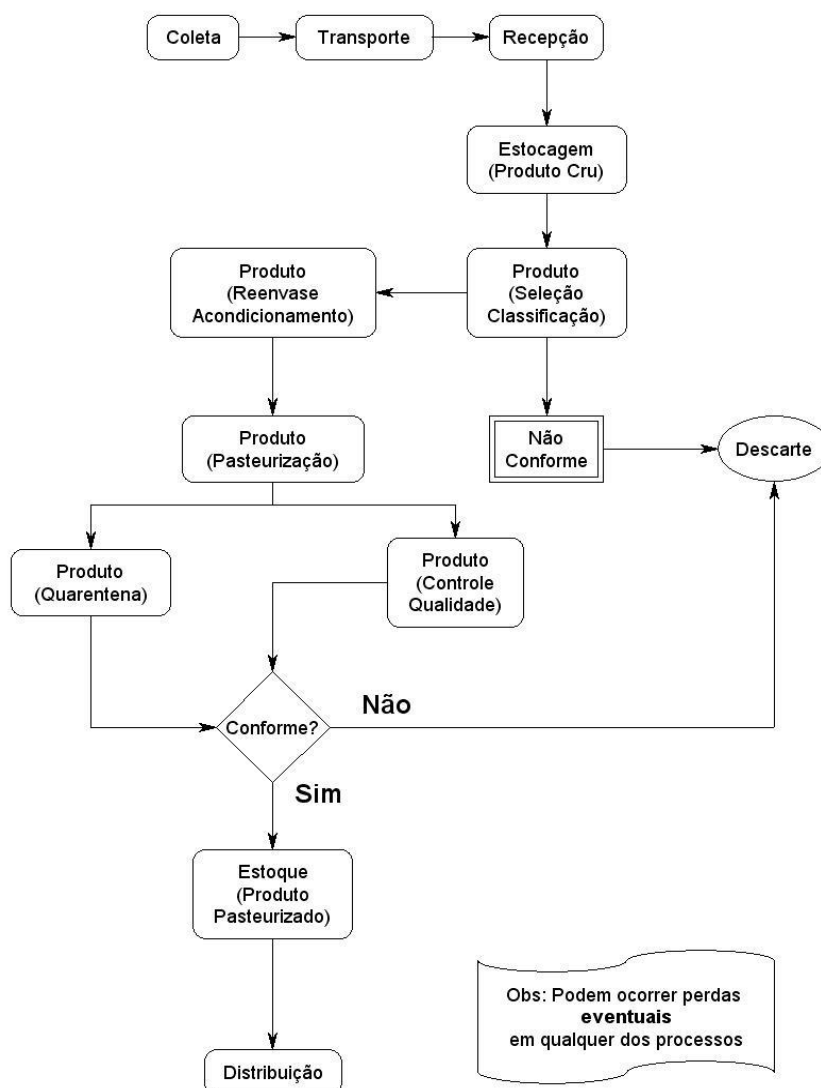 Coleta
Transporte
Recepção
Estocagem
(Produto Cru)
Produto
(Seleção
Classificação)
Produto
(Reenvase
Acondicionamento)
Não
Conforme
Descarte
Produto
(Pasteurização)
Produto
(Quarentena)
Produto
(Controle
Qualidade)
Conforme?
Não
Sim
Estoque
(Produto
Pasteurizado)
Distribuição
Obs: Podem ocorrer perdas
eventuais
em qualquer dos processos